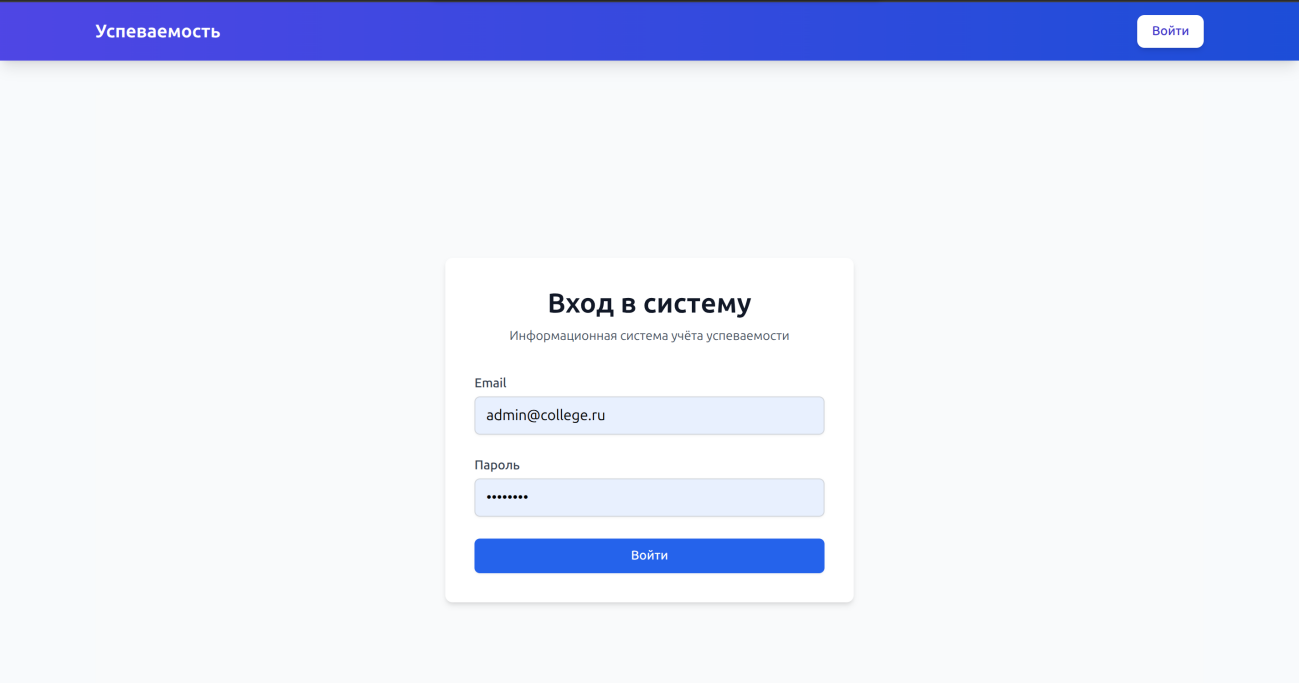 Успеваемость
Войти
Вход в систему
Информационная система учёта успеваемости
Email
admin@college.ru
Пароль
••••••••
Войти